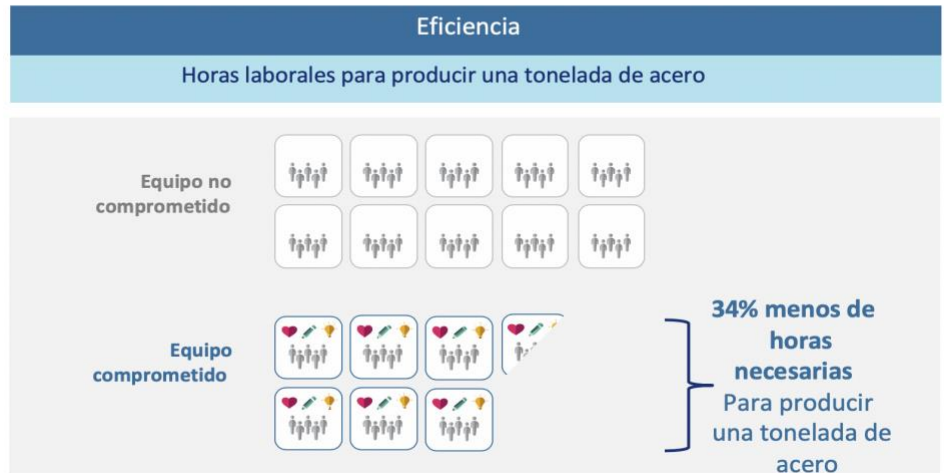 Eficiencia
Horas laborales para producir una tonelada de acero
Equipo no
comprometido
Equipo
comprometido
34% menos de
horas
necesarias
Para producir
una tonelada de
acero